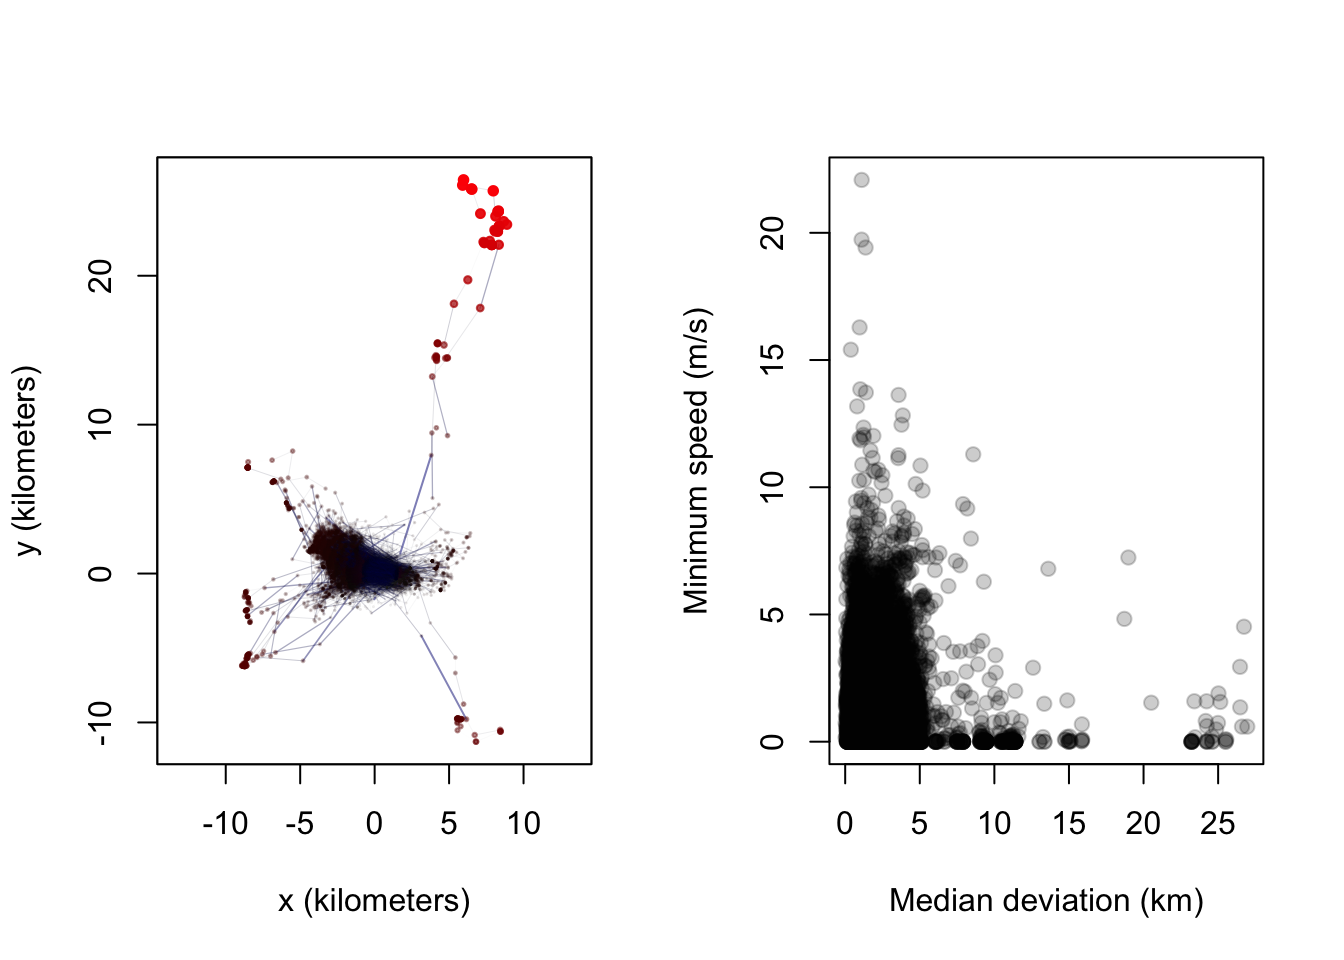 y (kilometers)
20
10
0
-10
-10 -5 0 5 10
x (kilometers)
Minimum speed (m/s)
20
15
10
5
0
0 5 10 15 20 25
Median deviation (km)